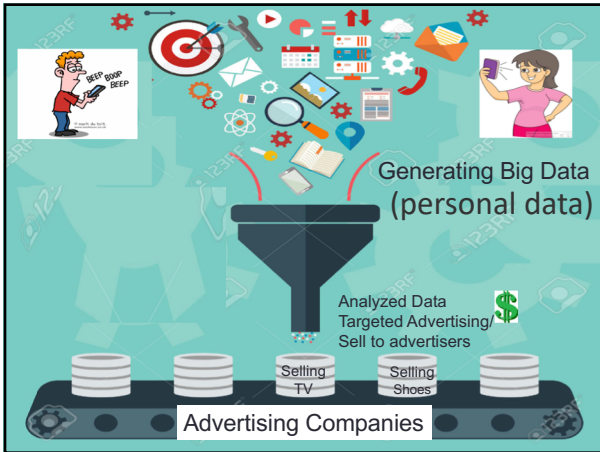 BEEP BOOP
BEEP
Generating Big Data
(personal data)
Analyzed Data
Targeted Advertising/
Sell to advertisers
$
Selling
TV
Selling
Shoes
Advertising Companies
123RF